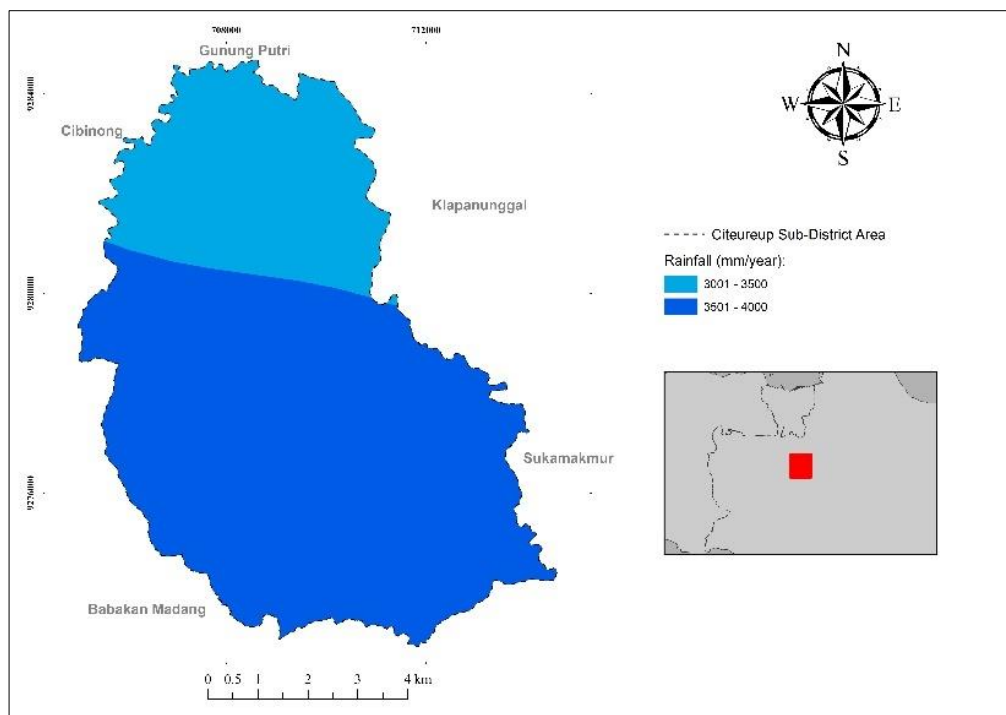 708000
712000
Gunung Putri
N
9284000
W
E
Cibinong
S
Klapanunggal
Citeureup Sub-District Area
Rainfall (mm/year):
3001 - 3500
9280000
3501 - 4000
Sukamakmur
9276000
Babakan Madang
0 0.5 1 2 3 4 km